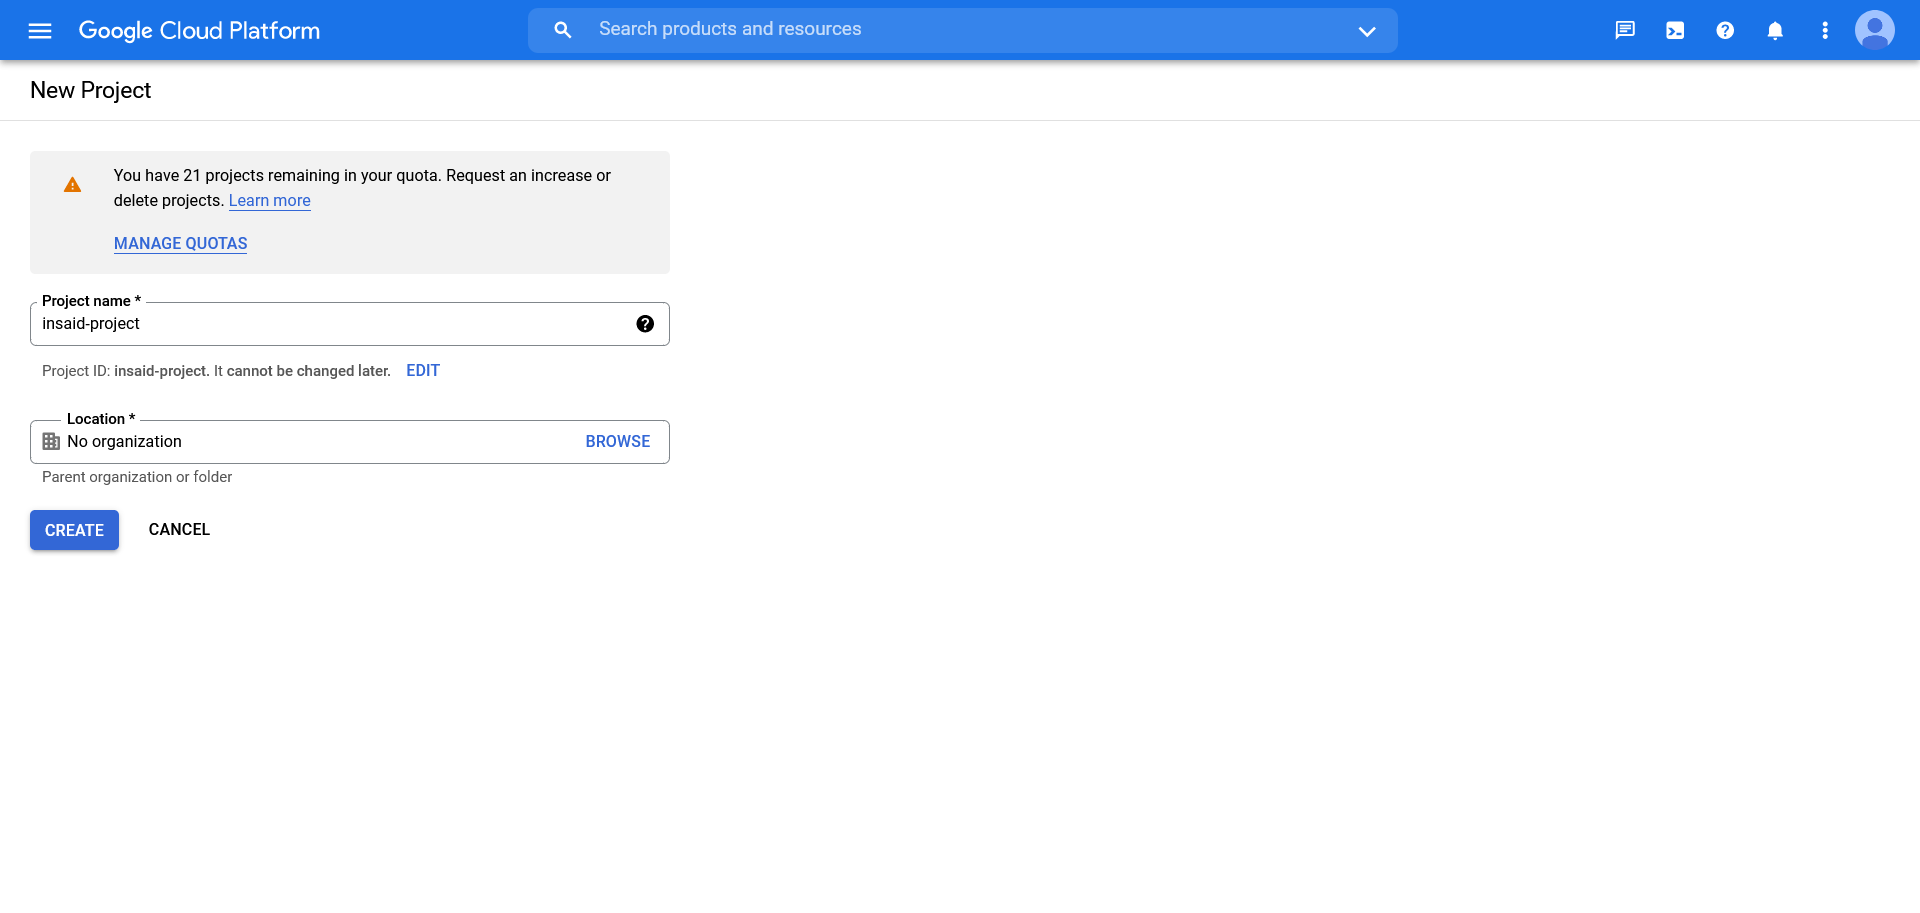 Google Cloud Platform
Search products and resources
New Project
You have 21 projects remaining in your quota. Request an increase or
delete projects. Learn more
MANAGE QUOTAS
Project name *
insaid-project
Project ID: insaid-project. It cannot be changed later. EDIT
Location *
No organization BROWSE
Parent organization or folder
CREATE CANCEL